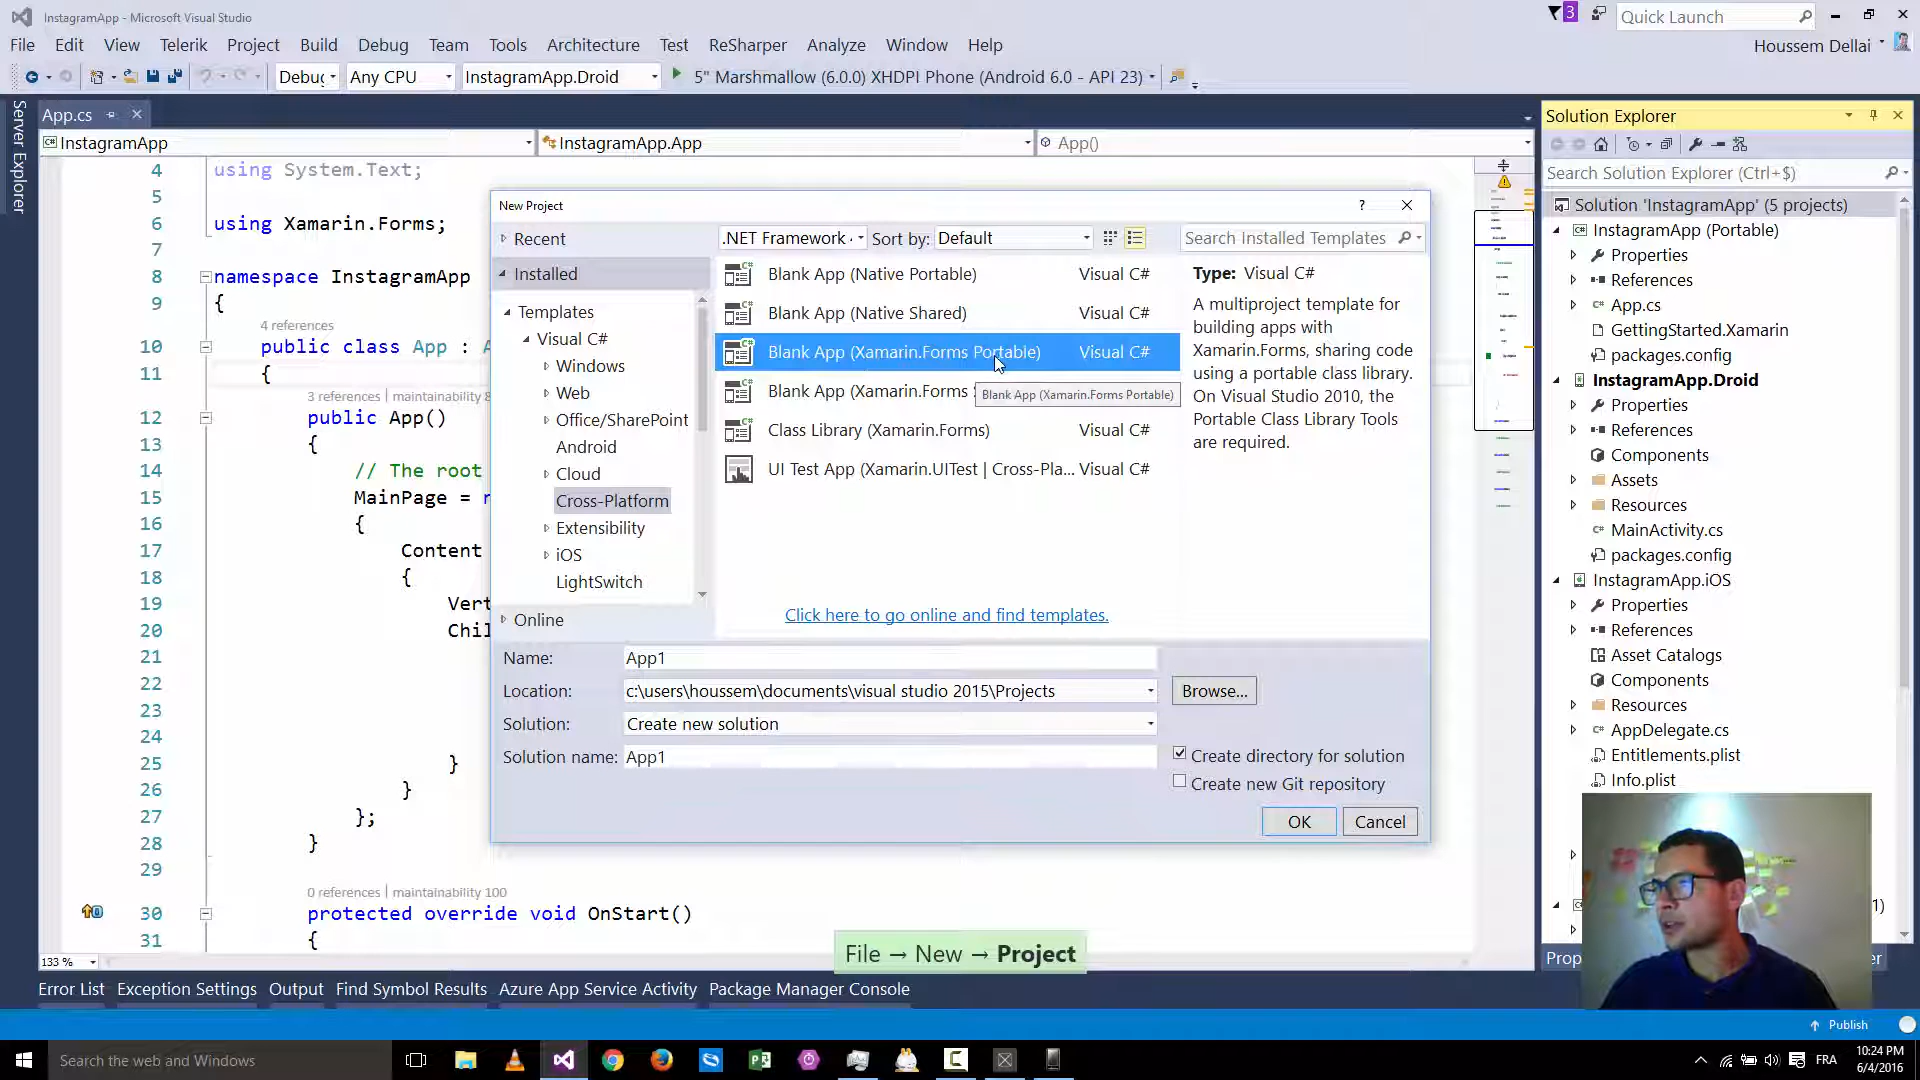 InstagramApp - Microsoft Visual Studio
3
Quick Launch
File Edit View Telerik Project Build Debug Team Tools Architecture Test ReSharper Analyze Window Help
Houssem Dellai
Any CPU
InstagramApp.Droid
5" Marshmallow (6.0.0) XHDPI Phone (Android 6.0 - API 23)
Server Explorer
App.cs
InstagramApp
InstagramApp.App
App()
4 using System.Text;
5
6 using Xamarin.Forms;
7
8 namespace InstagramApp
9 {
4 references
10 public class App :
11 {
3 references | maintainability
12 public App()
13 {
14 // The root
15 MainPage =
16 {
17 Content
18 {
19
20
21
22
23
24
25 }
26 }
27 };
28 }
29
0 references | maintainability 100
30 protected override void OnStart()
31 {
133 %
New Project
?
Recent
Installed
Templates
Visual C#
Windows
Web
Office/SharePoint
Android
Cloud
Cross-Platform
Extensibility
iOS
LightSwitch
Online
.NET Framework
Sort by: Default
Search Installed Templates
Blank App (Native Portable) Visual C#
Blank App (Native Shared) Visual C#
Blank App (Xamarin.Forms Portable) Visual C#
Blank App (Xamarin.Forms
Blank App (Xamarin.Forms Portable)
Class Library (Xamarin.Forms) Visual C#
UI Test App (Xamarin.UITest | Cross-Pla... Visual C#
Click here to go online and find templates.
Type: Visual C#
A multiproject template for
building apps with
Xamarin.Forms, sharing code
using a portable class library.
On Visual Studio 2010, the
Portable Class Library Tools
are required.
Name: App1
Location: c:\users\houssem\documents\visual studio 2015\Projects
Browse...
Solution: Create new solution
Solution name: App1
Create directory for solution
Create new Git repository
OK
Cancel
Solution Explorer
Search Solution Explorer (Ctrl+$)
Solution 'InstagramApp' (5 projects)
InstagramApp (Portable)
Properties
References
App.cs
GettingStarted.Xamarin
packages.config
InstagramApp.Droid
Properties
References
Components
Assets
Resources
MainActivity.cs
packages.config
InstagramApp.iOS
Properties
References
Asset Catalogs
Components
Resources
AppDelegate.cs
Entitlements.plist
Info.plist
File → New → Project
Error List Exception Settings Output Find Symbol Results Azure App Service Activity Package Manager Console
Publish
Search the web and Windows
FRA
10:24 PM
6/4/2016